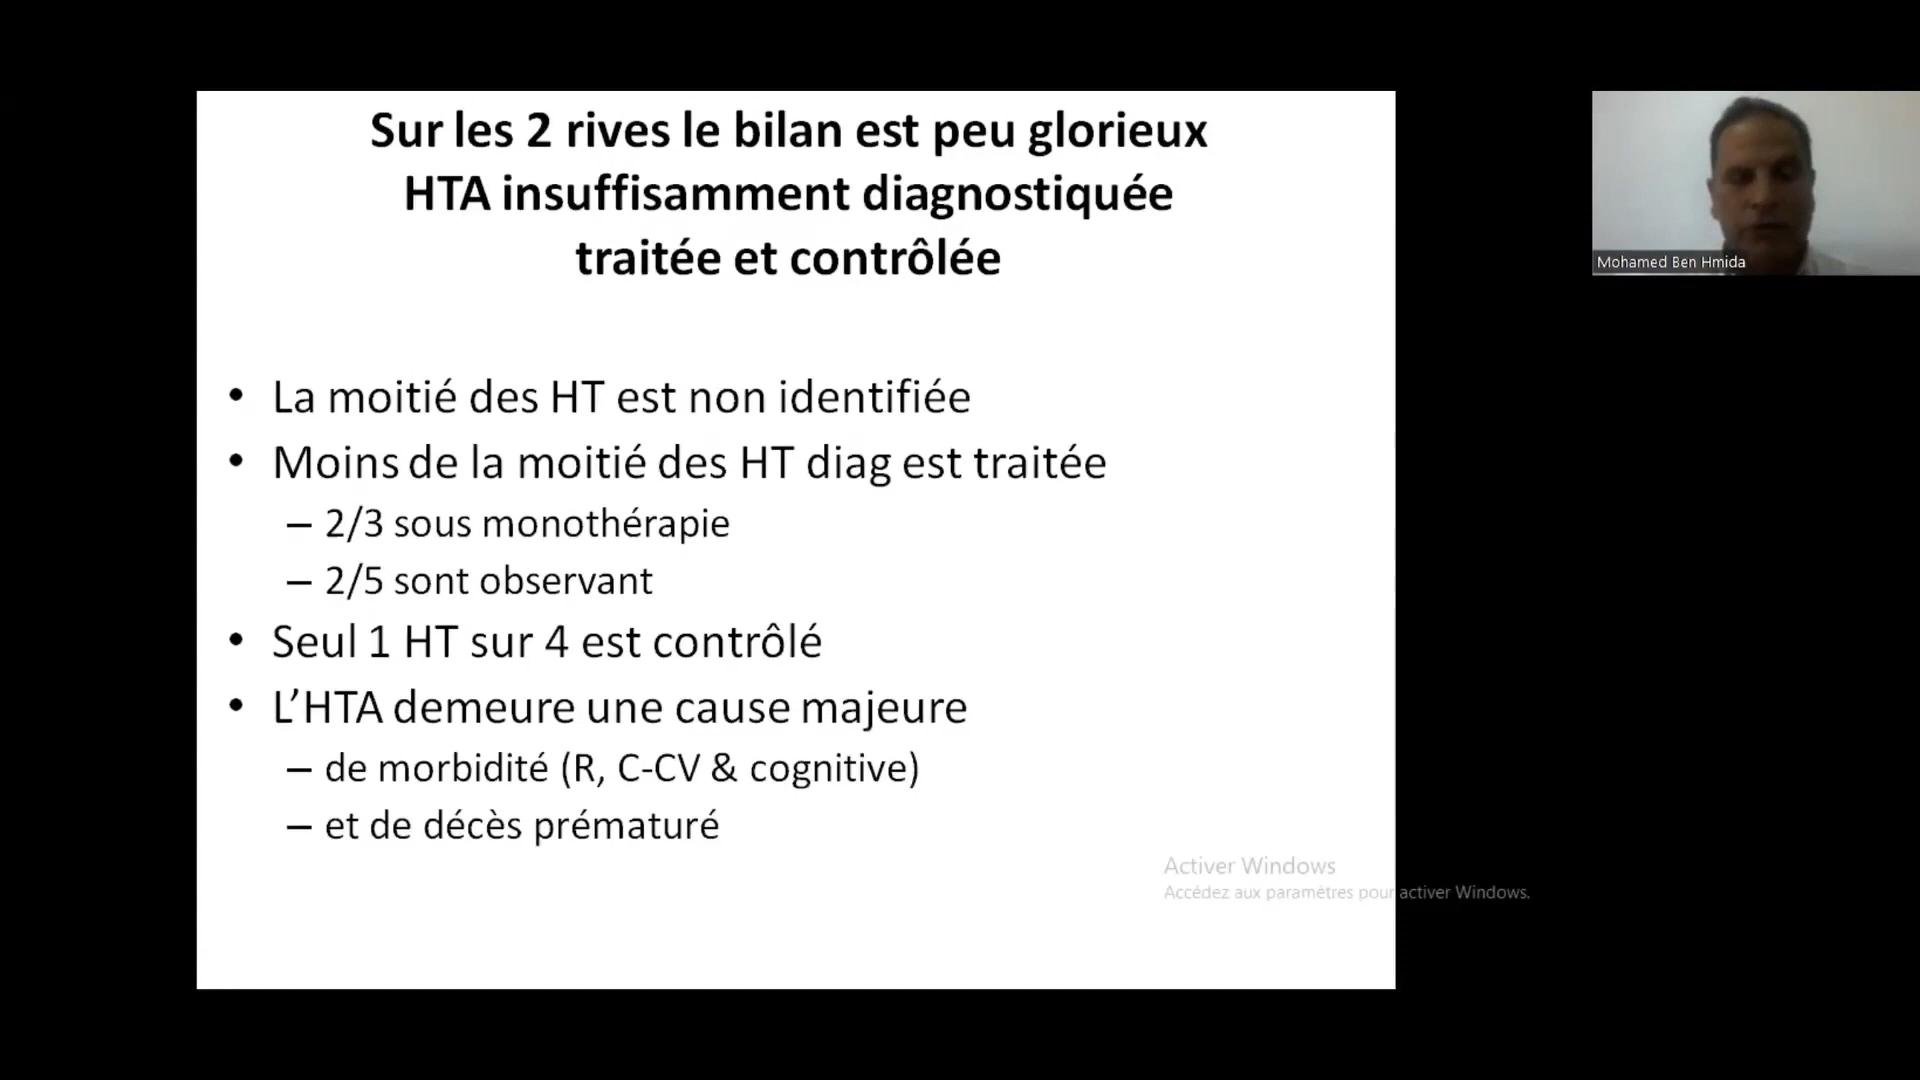 Sur les 2 rives le bilan est peu glorieux
HTA insuffisamment diagnostiquée
traitée et contrôlée
• La moitié des HT est non identifiée
• Moins de la moitié des HT diag est traitée
– 2/3 sous monothérapie
– 2/5 sont observant
• Seul 1 HT sur 4 est contrôlé
• L’HTA demeure une cause majeure
– de morbidité (R, C-CV & cognitive)
– et de décès prématuré
Activer Windows
Accédez aux paramètres pour activer Windows.
Mohamed Ben Hmida